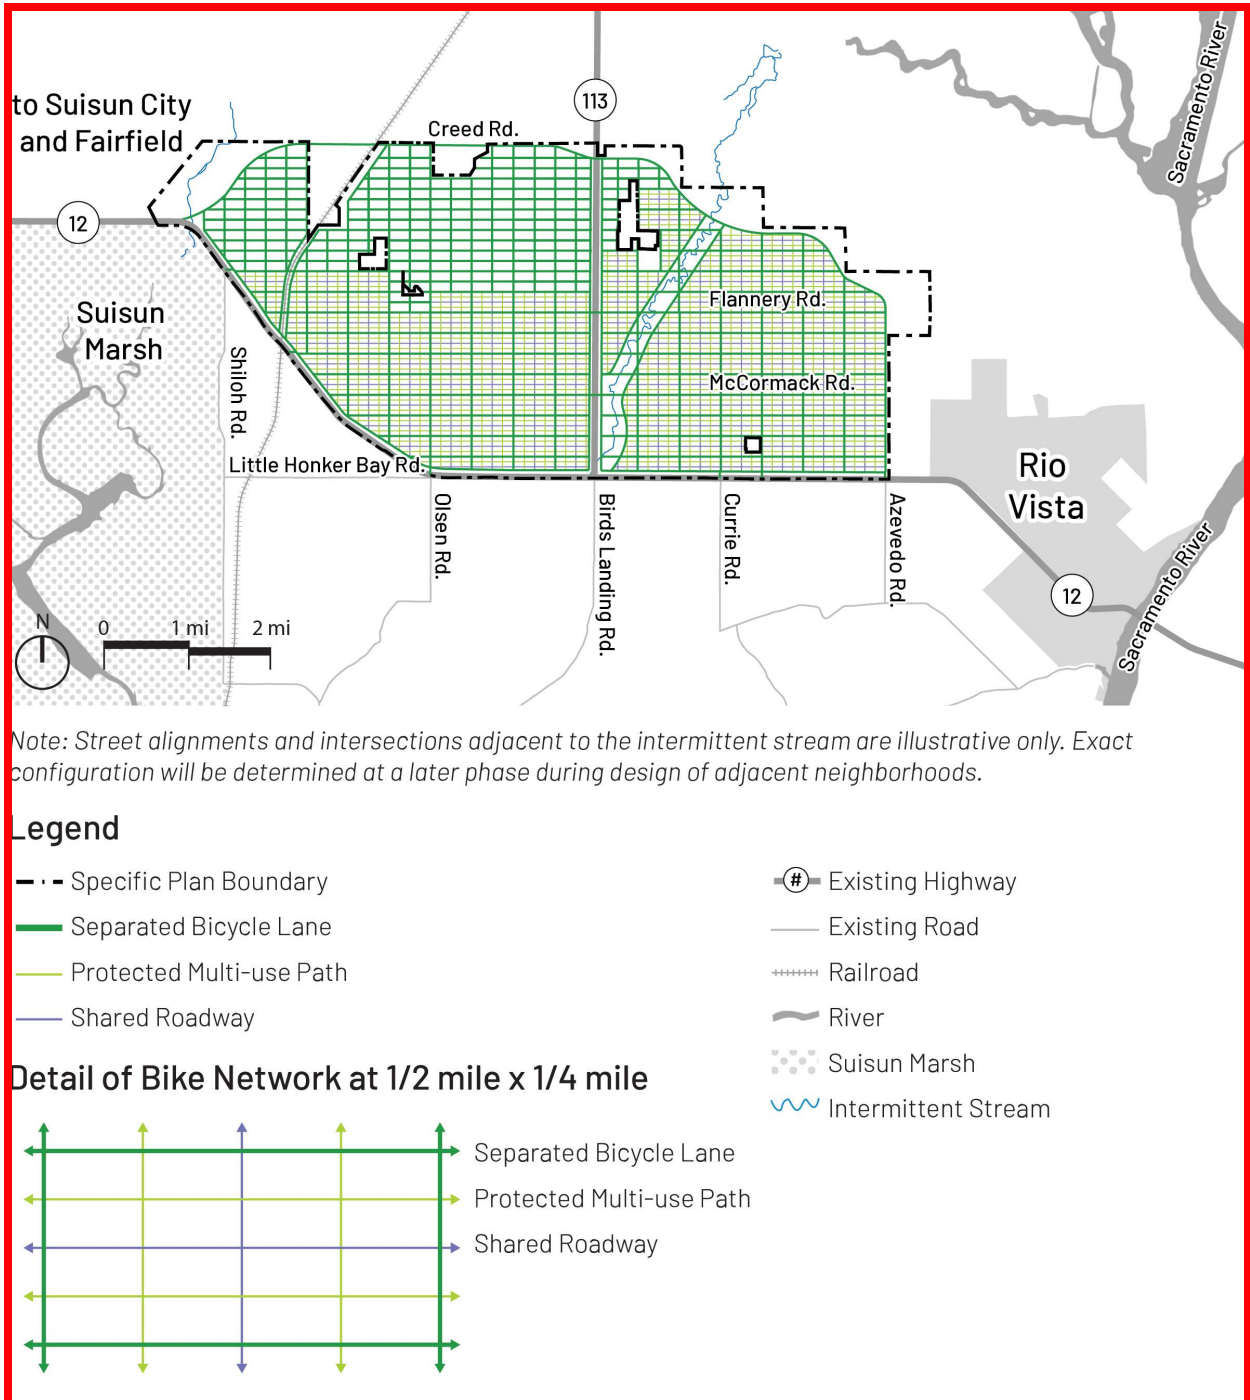 to Suisun City
and Fairfield
113
Creed Rd.
Sacramento River
12
Suisun
Marsh
Flannery Rd.
Shiloh Rd.
McCormack Rd.
Little Honker Bay Rd.
Rio
Vista
Olsen Rd.
Birds Landing Rd.
Currie Rd.
Azevedo Rd.
12
Sacramento River
N
0 1 mi 2 mi
Note: Street alignments and intersections adjacent to the intermittent stream are illustrative only. Exact
configuration will be determined at a later phase during design of adjacent neighborhoods.
Legend
Specific Plan Boundary
Separated Bicycle Lane
Protected Multi-use Path
Shared Roadway
# Existing Highway
Existing Road
Railroad
River
Suisun Marsh
Intermittent Stream
Detail of Bike Network at 1/2 mile x 1/4 mile
Separated Bicycle Lane
Protected Multi-use Path
Shared Roadway